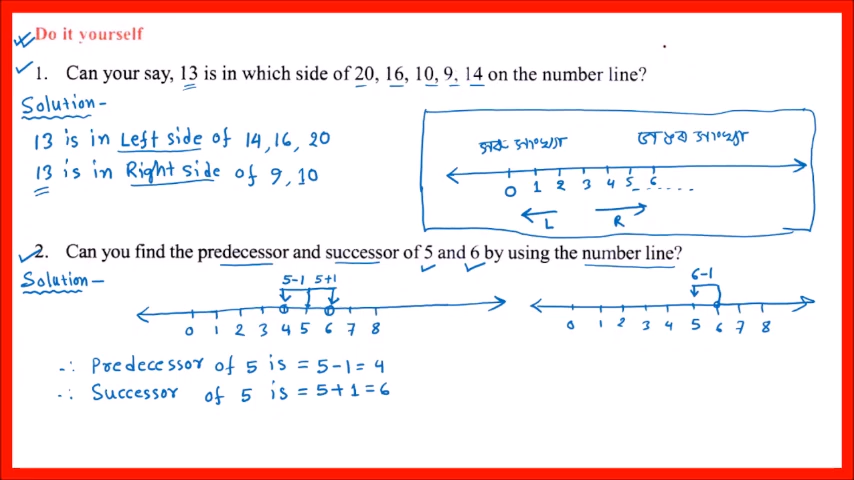 Do it yourself
1. Can your say, 13 is in which side of 20, 16, 10, 9, 14 on the number line?
Solution-
13 is in Left side of 14, 16, 20
13 is in Right side of 9, 10
সংখ্যা সংখ্যা
0 1 2 3 4 5 6 ......
L R
2. Can you find the predecessor and successor of 5 and 6 by using the number line?
Solution-
5-1 5+1
0 1 2 3 4 5 6 7 8
6-1
0 1 2 3 4 5 6 7 8
∴ Predecessor of 5 is = 5-1=4
∴ Successor of 5 is = 5+1=6